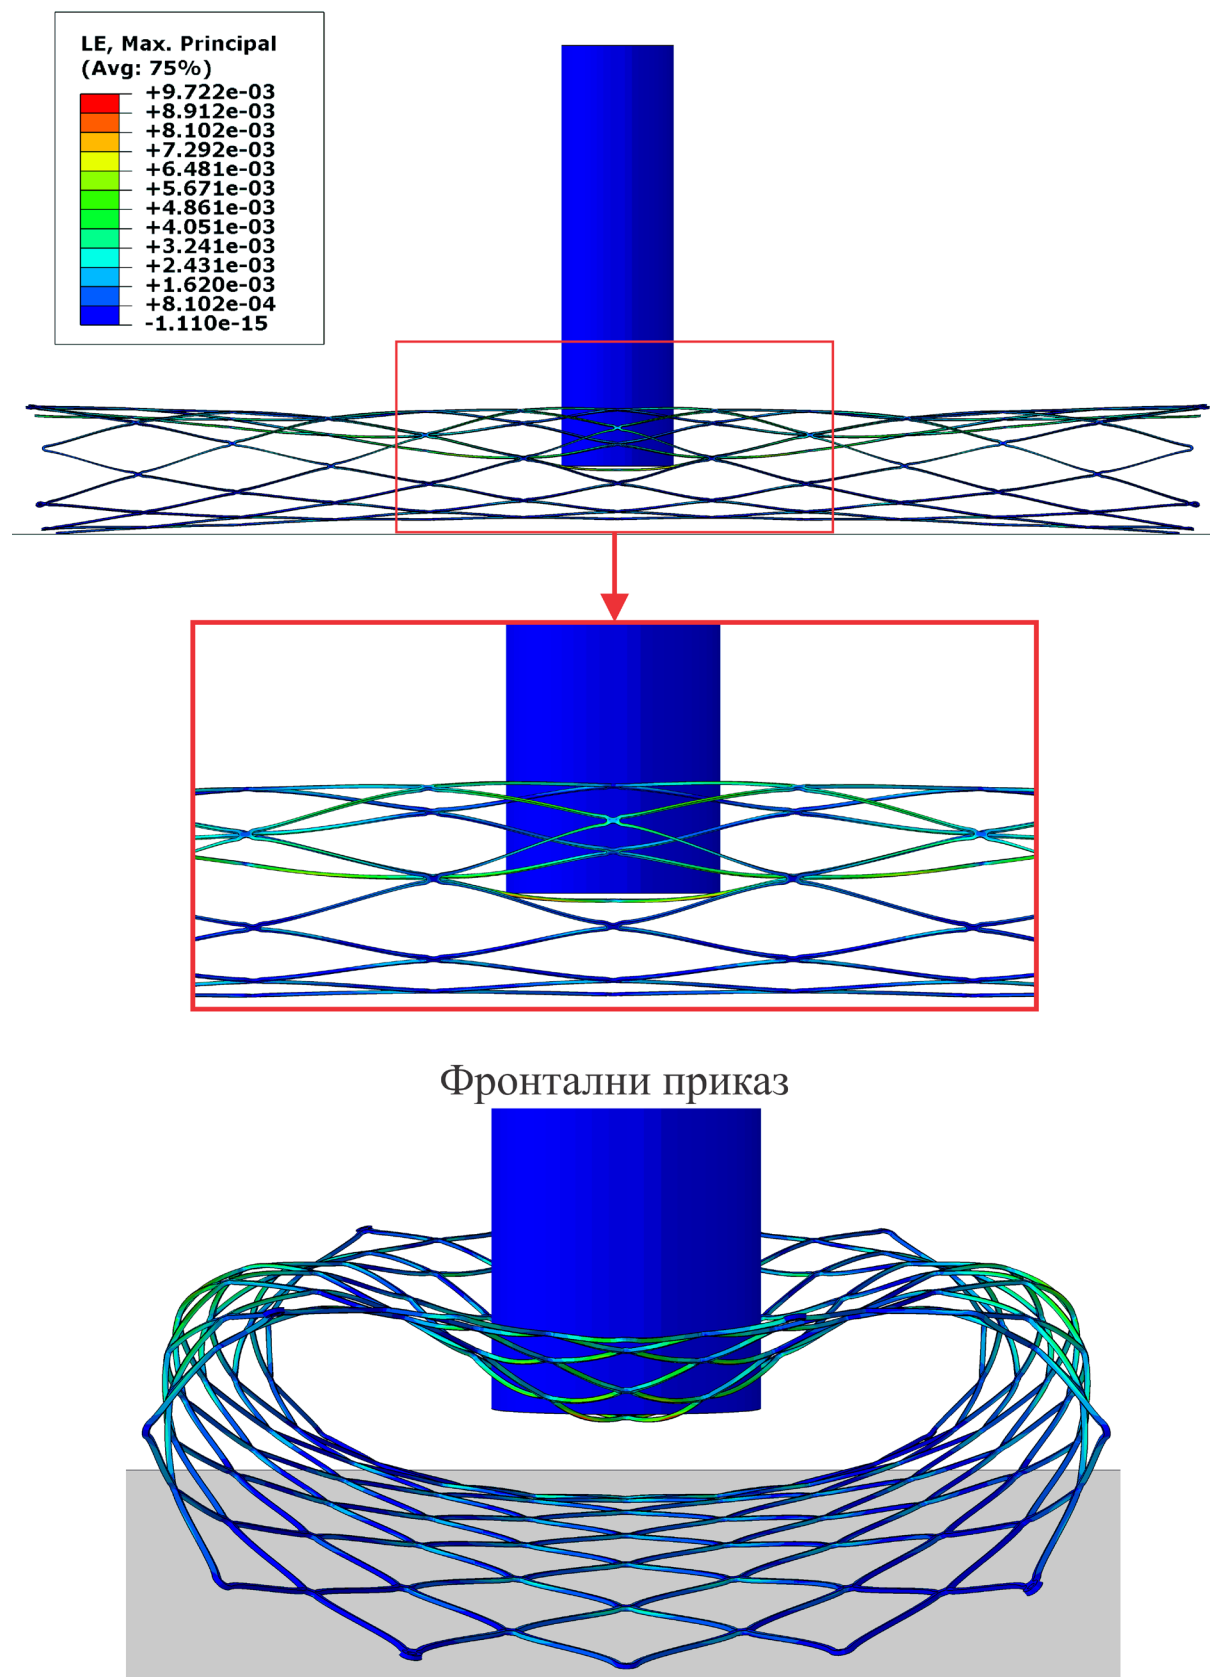 LE, Max. Principal
(Avg: 75%)
+9.722e-03
+8.912e-03
+8.102e-03
+7.292e-03
+6.481e-03
+5.671e-03
+4.861e-03
+4.051e-03
+3.241e-03
+2.431e-03
+1.620e-03
+8.102e-04
-1.110e-15
Фронтални приказ